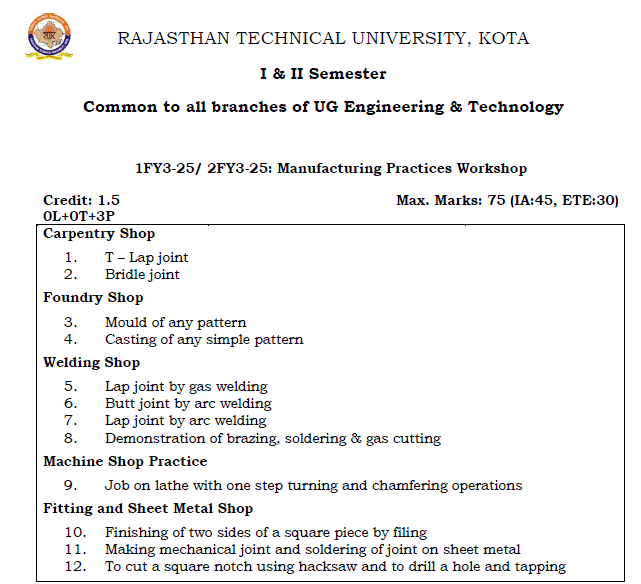 RAJASTHAN TECHNICAL UNIVERSITY, KOTA
I & II Semester
Common to all branches of UG Engineering & Technology
1FY3-25/ 2FY3-25: Manufacturing Practices Workshop
Credit: 1.5 Max. Marks: 75 (IA:45, ETE:30)
0L+0T+3P
Carpentry Shop
1. T – Lap joint
2. Bridle joint
Foundry Shop
3. Mould of any pattern
4. Casting of any simple pattern
Welding Shop
5. Lap joint by gas welding
6. Butt joint by arc welding
7. Lap joint by arc welding
8. Demonstration of brazing, soldering & gas cutting
Machine Shop Practice
9. Job on lathe with one step turning and chamfering operations
Fitting and Sheet Metal Shop
10. Finishing of two sides of a square piece by filing
11. Making mechanical joint and soldering of joint on sheet metal
12. To cut a square notch using hacksaw and to drill a hole and tapping